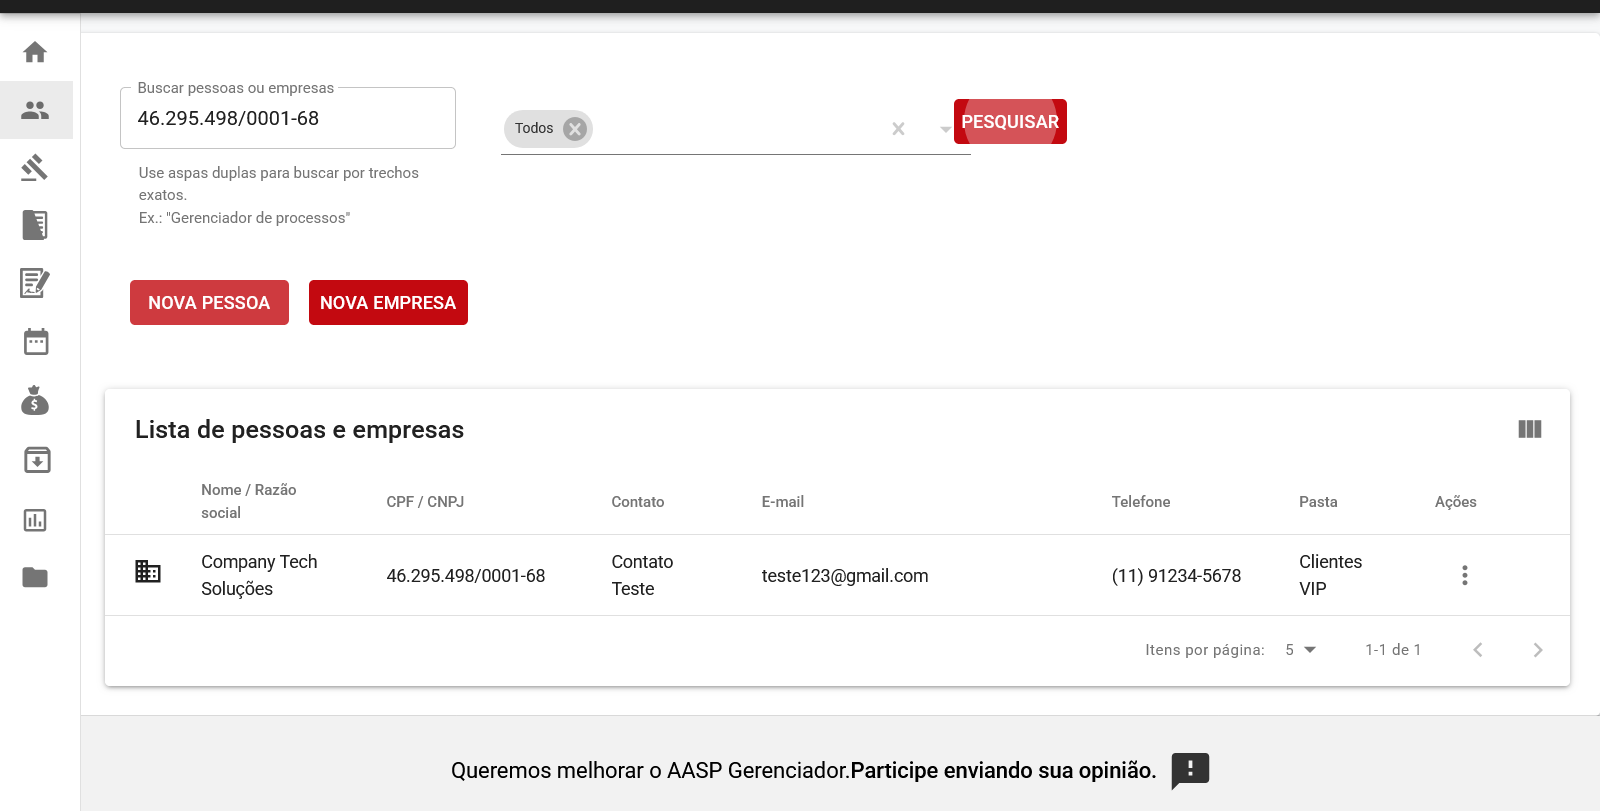 Buscar pessoas ou empresas
46.295.498/0001-68
Todos
PESQUISAR
Use aspas duplas para buscar por trechos
exatos.
Ex.: "Gerenciador de processos"
NOVA PESSOA
NOVA EMPRESA
Lista de pessoas e empresas
Nome / Razão
social
CPF / CNPJ
Contato
E-mail
Telefone
Pasta
Ações
Company Tech
Soluções
46.295.498/0001-68
Contato
Teste
teste123@gmail.com
(11) 91234-5678
Clientes
VIP
Itens por página:
5
1-1 de 1
Queremos melhorar o AASP Gerenciador.Participe enviando sua opinião.